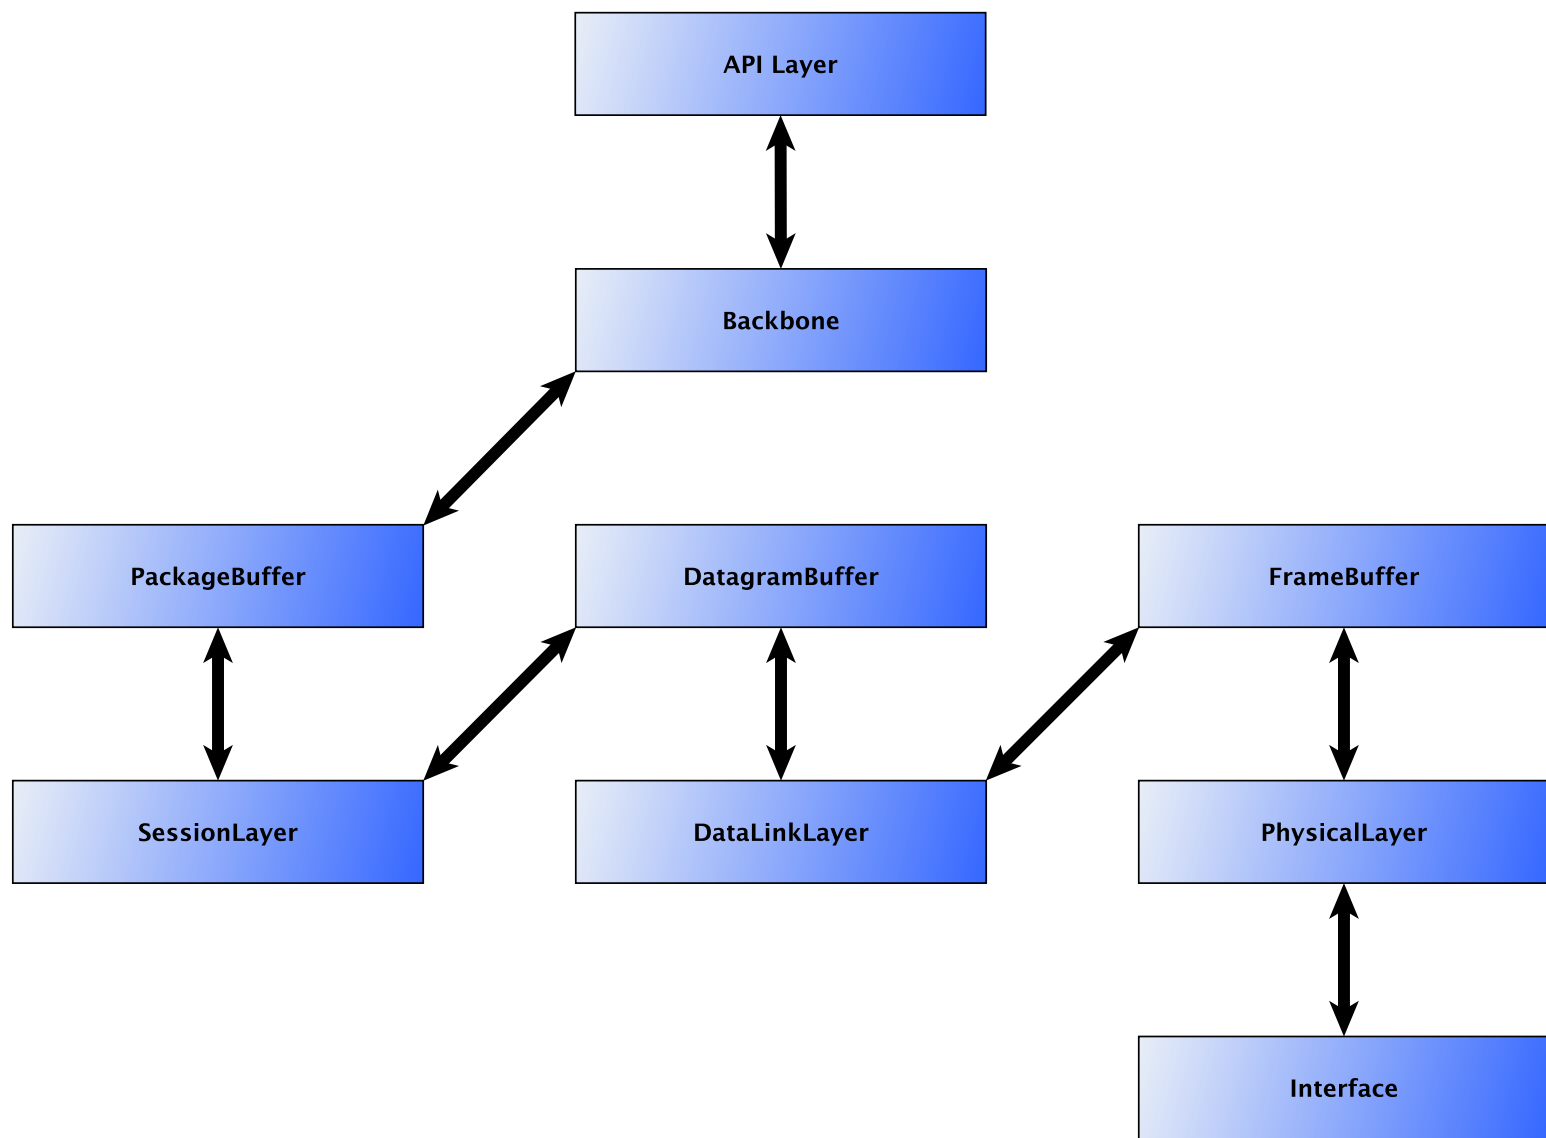 API Layer
Backbone
PackageBuffer
DatagramBuffer
FrameBuffer
SessionLayer
DataLinkLayer
PhysicalLayer
Interface